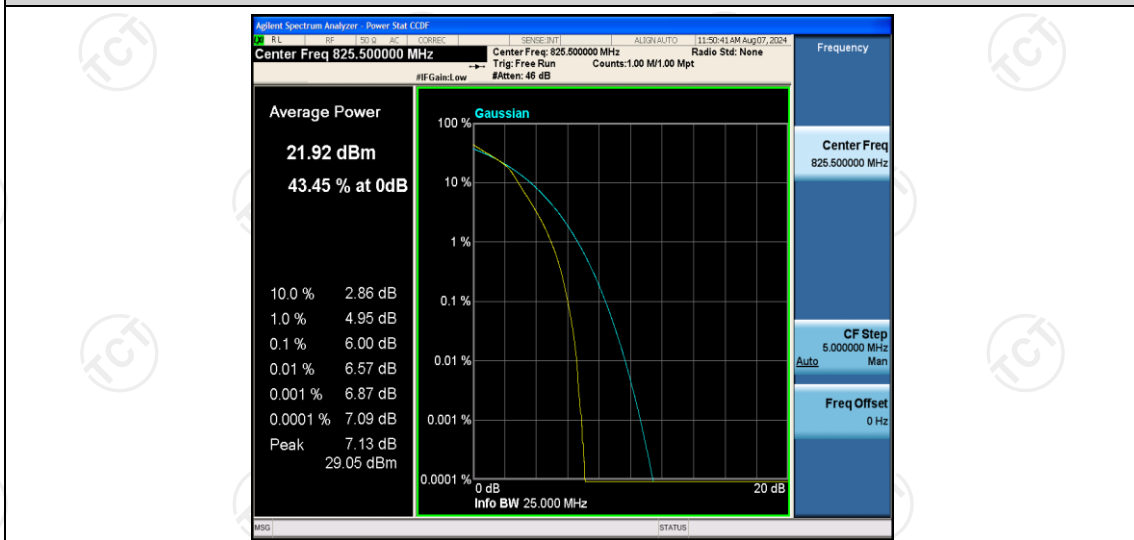 Agilent Spectrum Analyzer - Power Stat CCDF
RL RF 50 Ω AC CORREC SENSE:INT ALIGN AUTO 11:50:41 AM Aug 07, 2024
Center Freq 825.500000 MHz
Center Freq: 825.500000 MHz Radio Std: None
Trig: Free Run Counts:1.00 M/1.00 Mpt
#IFGain:Low #Atten: 46 dB
Frequency
Average Power
21.92 dBm
43.45 % at 0dB
10.0 % 2.86 dB
1.0 % 4.95 dB
0.1 % 6.00 dB
0.01 % 6.57 dB
0.001 % 6.87 dB
0.0001 % 7.09 dB
Peak 7.13 dB
29.05 dBm
Gaussian
100 %
10 %
1 %
0.1 %
0.01 %
0.001 %
0.0001 %
0 dB 20 dB
Info BW 25.000 MHz
Center Freq
825.500000 MHz
CF Step
5.000000 MHz
Auto Man
Freq Offset
0 Hz
MSG STATUS
TCT
TCT
TCT
TCT